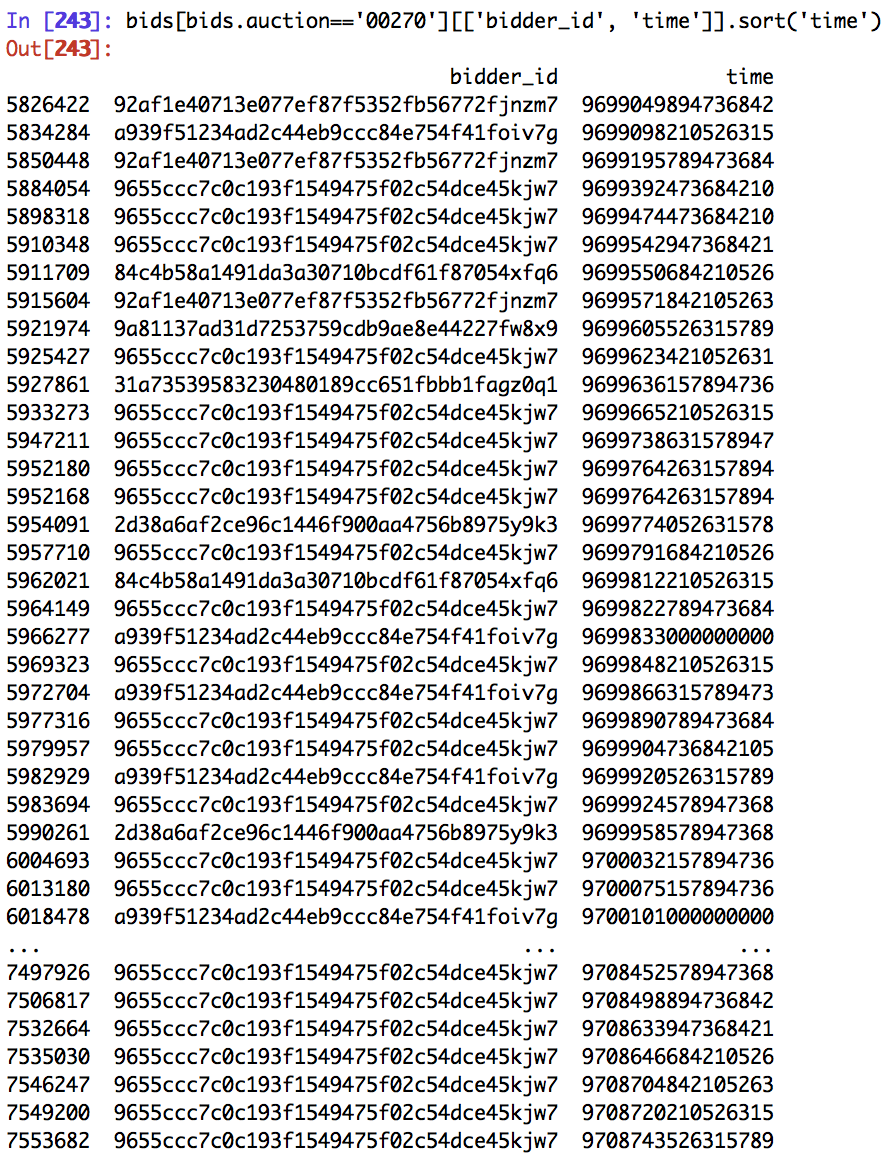 In [243]: bids[bids.auction=='00270'][['bidder_id', 'time']].sort('time')
Out[243]:
bidder_id time
5826422 92af1e40713e077ef87f5352fb56772fjnzm7 9699049894736842
5834284 a939f51234ad2c44eb9ccc84e754f41foiv7g 9699098210526315
5850448 92af1e40713e077ef87f5352fb56772fjnzm7 9699195789473684
5884054 9655ccc7c0c193f1549475f02c54dce45kjw7 9699392473684210
5898318 9655ccc7c0c193f1549475f02c54dce45kjw7 9699474473684210
5910348 9655ccc7c0c193f1549475f02c54dce45kjw7 9699542947368421
5911709 84c4b58a1491da3a30710bcdf61f87054xfq6 9699550684210526
5915604 92af1e40713e077ef87f5352fb56772fjnzm7 9699571842105263
5921974 9a81137ad31d7253759cdb9ae8e44227fw8x9 9699605526315789
5925427 9655ccc7c0c193f1549475f02c54dce45kjw7 9699623421052631
5927861 31a73539583230480189cc651fbbb1fagz0q1 9699636157894736
5933273 9655ccc7c0c193f1549475f02c54dce45kjw7 9699665210526315
5947211 9655ccc7c0c193f1549475f02c54dce45kjw7 9699738631578947
5952180 9655ccc7c0c193f1549475f02c54dce45kjw7 9699764263157894
5952168 9655ccc7c0c193f1549475f02c54dce45kjw7 9699764263157894
5954091 2d38a6af2ce96c1446f900aa4756b8975y9k3 9699774052631578
5957710 9655ccc7c0c193f1549475f02c54dce45kjw7 9699791684210526
5962021 84c4b58a1491da3a30710bcdf61f87054xfq6 9699812210526315
5964149 9655ccc7c0c193f1549475f02c54dce45kjw7 9699822789473684
5966277 a939f51234ad2c44eb9ccc84e754f41foiv7g 9699833000000000
5969323 9655ccc7c0c193f1549475f02c54dce45kjw7 9699848210526315
5972704 a939f51234ad2c44eb9ccc84e754f41foiv7g 9699866315789473
5977316 9655ccc7c0c193f1549475f02c54dce45kjw7 9699890789473684
5979957 9655ccc7c0c193f1549475f02c54dce45kjw7 9699904736842105
5982929 a939f51234ad2c44eb9ccc84e754f41foiv7g 9699920526315789
5983694 9655ccc7c0c193f1549475f02c54dce45kjw7 9699924578947368
5990261 2d38a6af2ce96c1446f900aa4756b8975y9k3 9699958578947368
6004693 9655ccc7c0c193f1549475f02c54dce45kjw7 9700032157894736
6013180 9655ccc7c0c193f1549475f02c54dce45kjw7 9700075157894736
6018478 a939f51234ad2c44eb9ccc84e754f41foiv7g 9700101000000000
... ... ...
7497926 9655ccc7c0c193f1549475f02c54dce45kjw7 9708452578947368
7506817 9655ccc7c0c193f1549475f02c54dce45kjw7 9708498894736842
7532664 9655ccc7c0c193f1549475f02c54dce45kjw7 9708633947368421
7535030 9655ccc7c0c193f1549475f02c54dce45kjw7 9708646684210526
7546247 9655ccc7c0c193f1549475f02c54dce45kjw7 9708704842105263
7549200 9655ccc7c0c193f1549475f02c54dce45kjw7 9708720210526315
7553682 9655ccc7c0c193f1549475f02c54dce45kjw7 9708743526315789